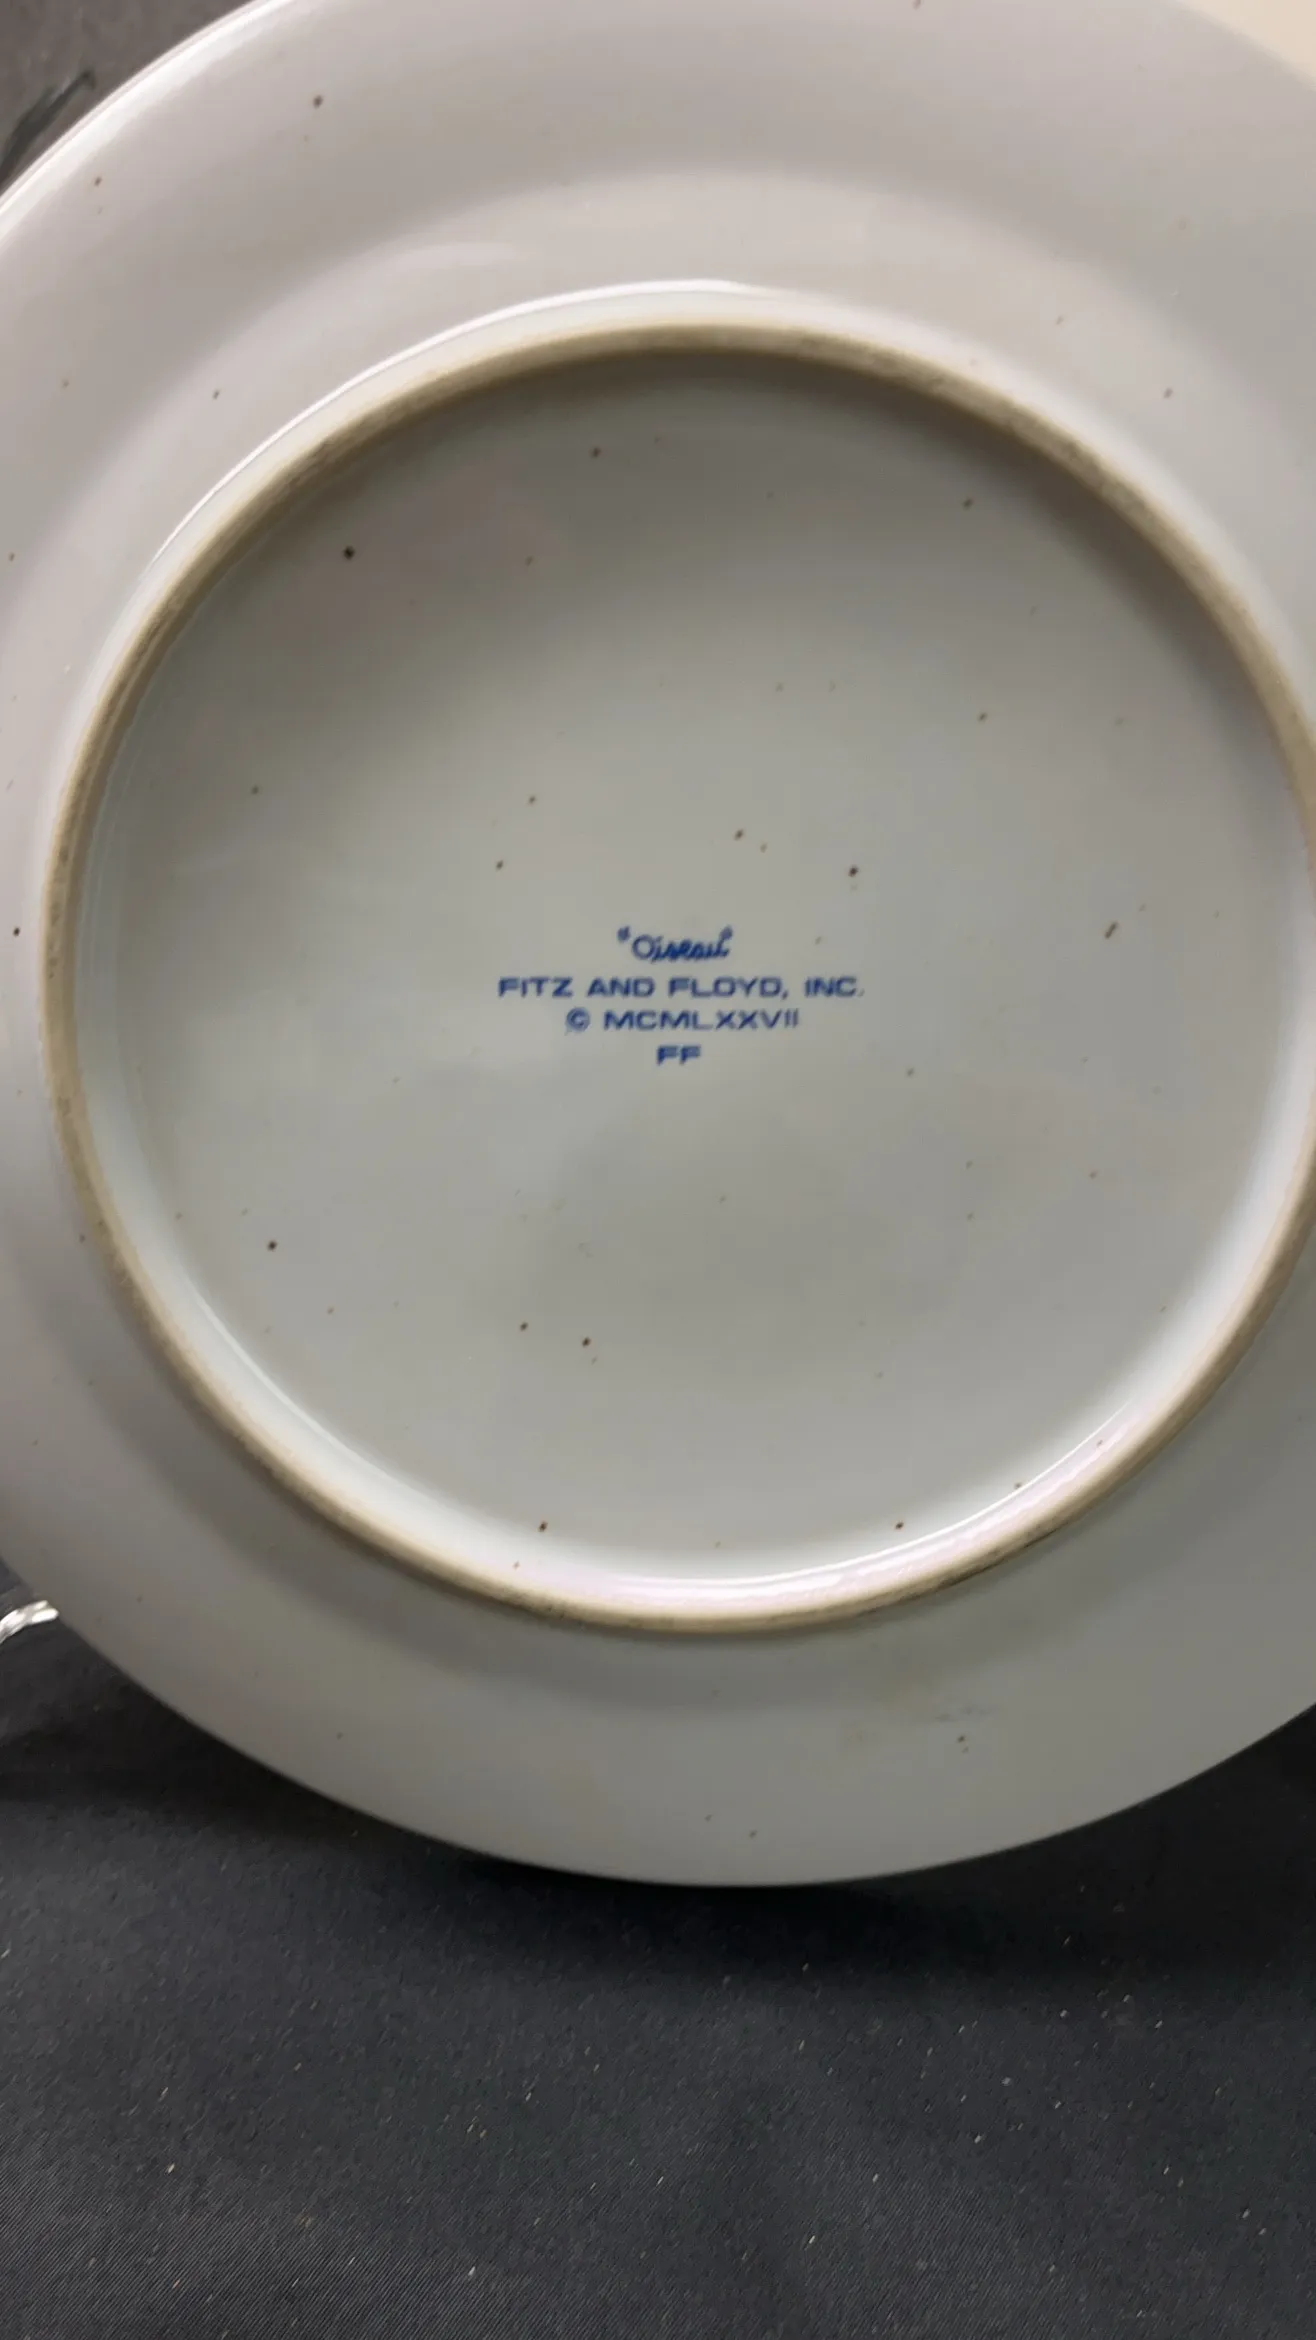 "Oiseau"
FITZ AND FLOYD, INC.
© MCMLXXVII
FF